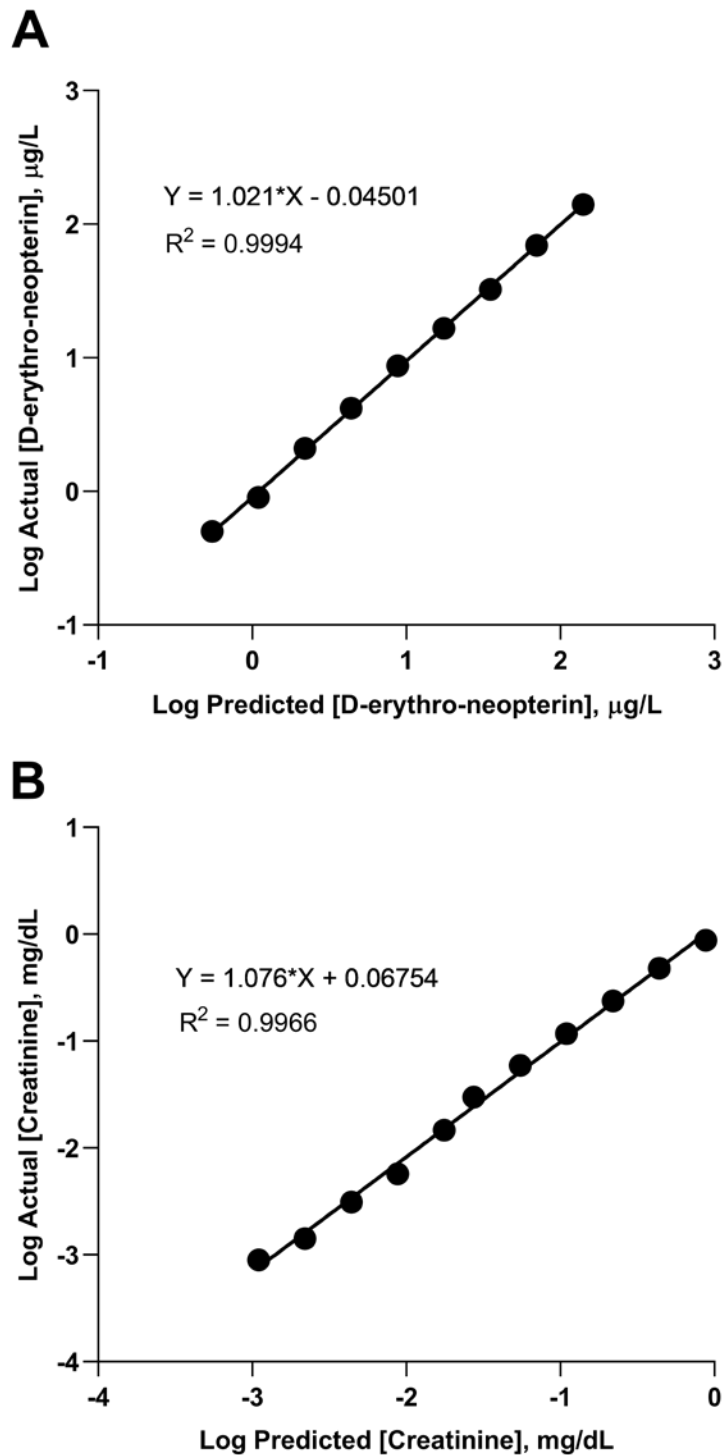 A
Log Actual [D-erythro-neopterin], μg/L
3
2
1
0
-1
Y = 1.021*X - 0.04501
R² = 0.9994
-1 0 1 2 3
Log Predicted [D-erythro-neopterin], μg/L
B
Log Actual [Creatinine], mg/dL
1
0
-1
-2
-3
-4
Y = 1.076*X + 0.06754
R² = 0.9966
-4 -3 -2 -1 0
Log Predicted [Creatinine], mg/dL